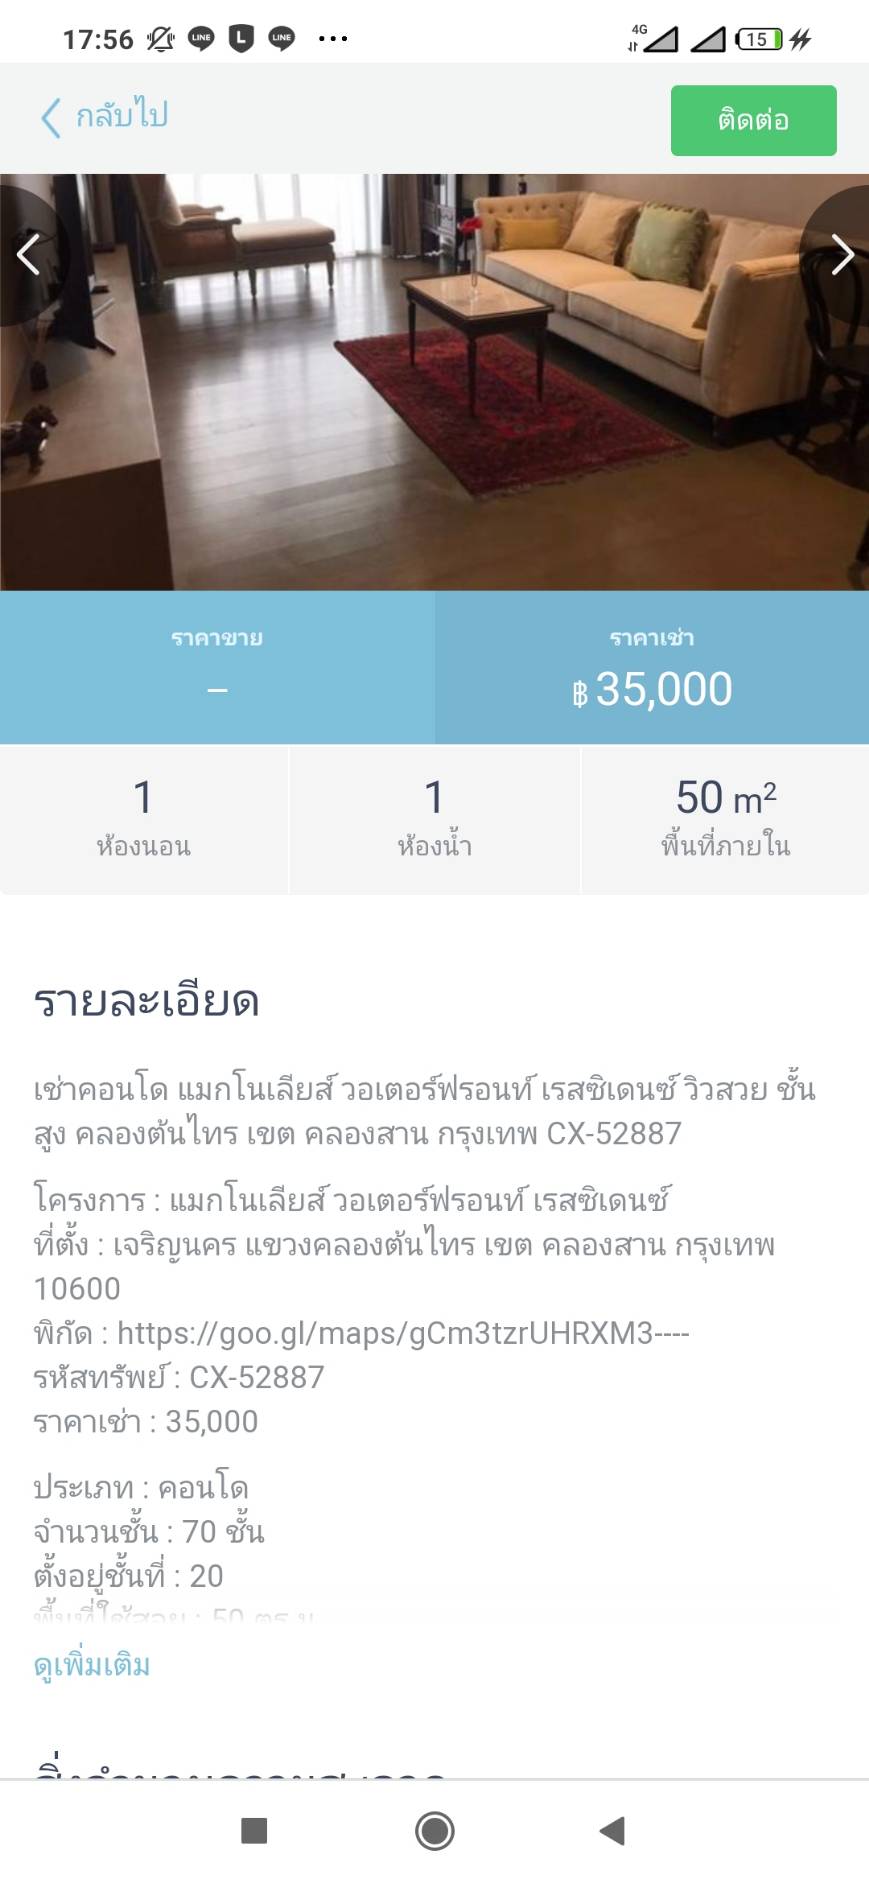 17:56
LINE
L
LINE
4G
15
กลับไป
ติดต่อ
ราคาขาย
–
ราคาเช่า
฿ 35,000
1
ห้องนอน
1
ห้องน้ำ
50 m²
พื้นที่ภายใน
รายละเอียด
เช่าคอนโด แมกโนเลียส์ วอเตอร์ฟรอนท์ เรสซิเดนซ์ วิวสวย ชั้น
สูง คลองต้นไทร เขต คลองสาน กรุงเทพ CX-52887
โครงการ : แมกโนเลียส์ วอเตอร์ฟรอนท์ เรสซิเดนซ์
ที่ตั้ง : เจริญนคร แขวงคลองต้นไทร เขต คลองสาน กรุงเทพ
10600
พิกัด : https://goo.gl/maps/gCm3tzrUHRXM3----
รหัสทรัพย์ : CX-52887
ราคาเช่า : 35,000
ประเภท : คอนโด
จำนวนชั้น : 70 ชั้น
ตั้งอยู่ชั้นที่ : 20
พื้นที่ใช้สอย : 50 ตร.ม
ดูเพิ่มเติม